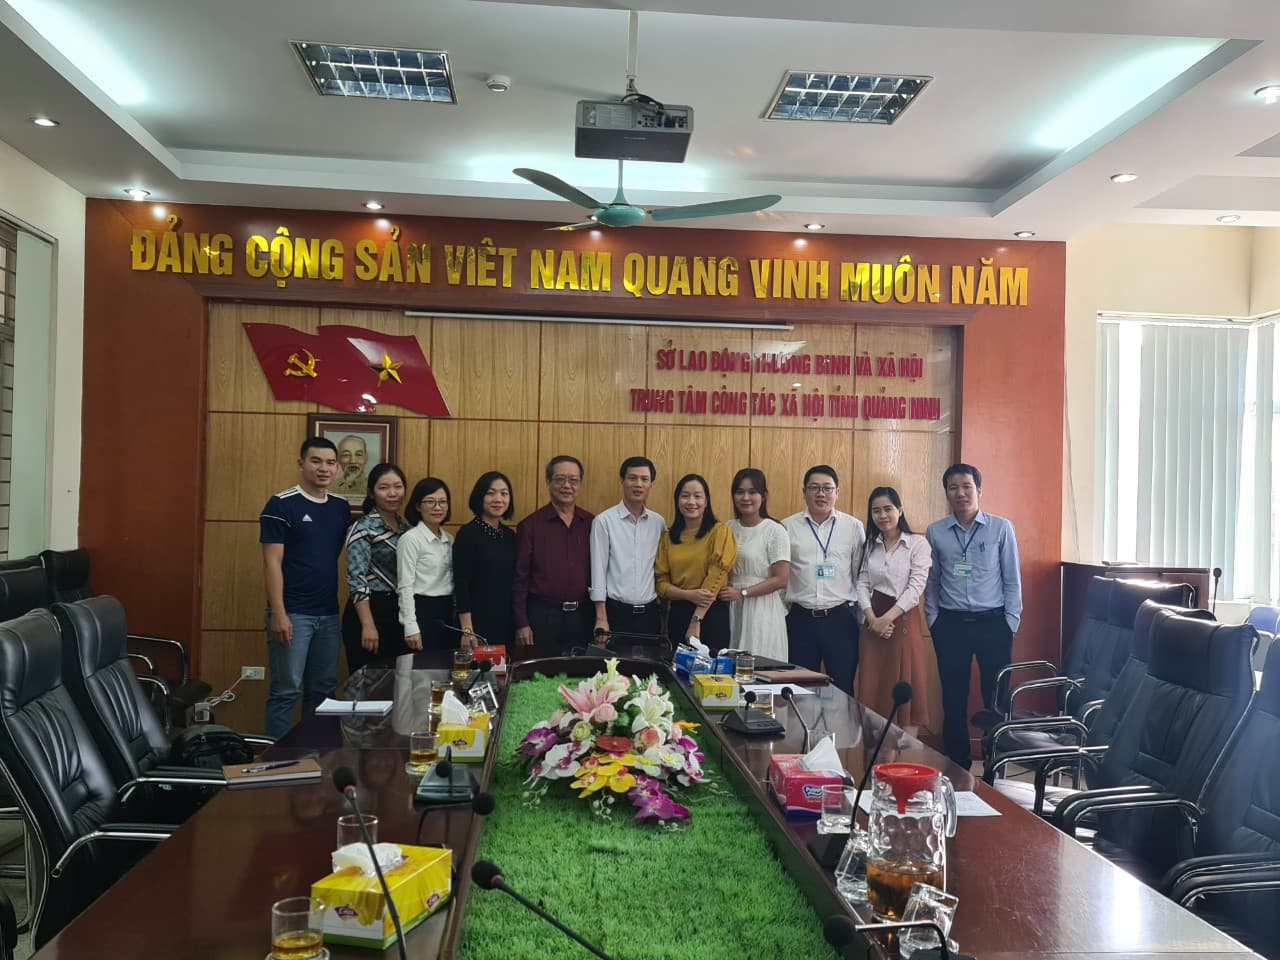 ĐẢNG CỘNG SẢN VIỆT NAM QUANG VINH MUÔN NĂM
SỞ LAO ĐỘNG THƯƠNG BINH VÀ XÃ HỘI
TRUNG TÂM CÔNG TÁC XÃ HỘI TỈNH QUẢNG NINH
adidas